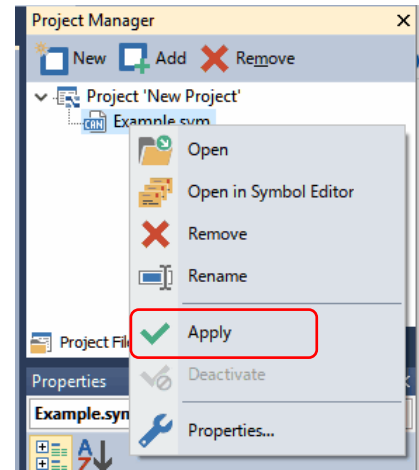 Project Manager
New Add Remove
Project 'New Project'
CAN Example.sym
Open
Open in Symbol Editor
Remove
Rename
Apply
Project
Deactivate
Properties
Example.sym
Properties...
A
Z